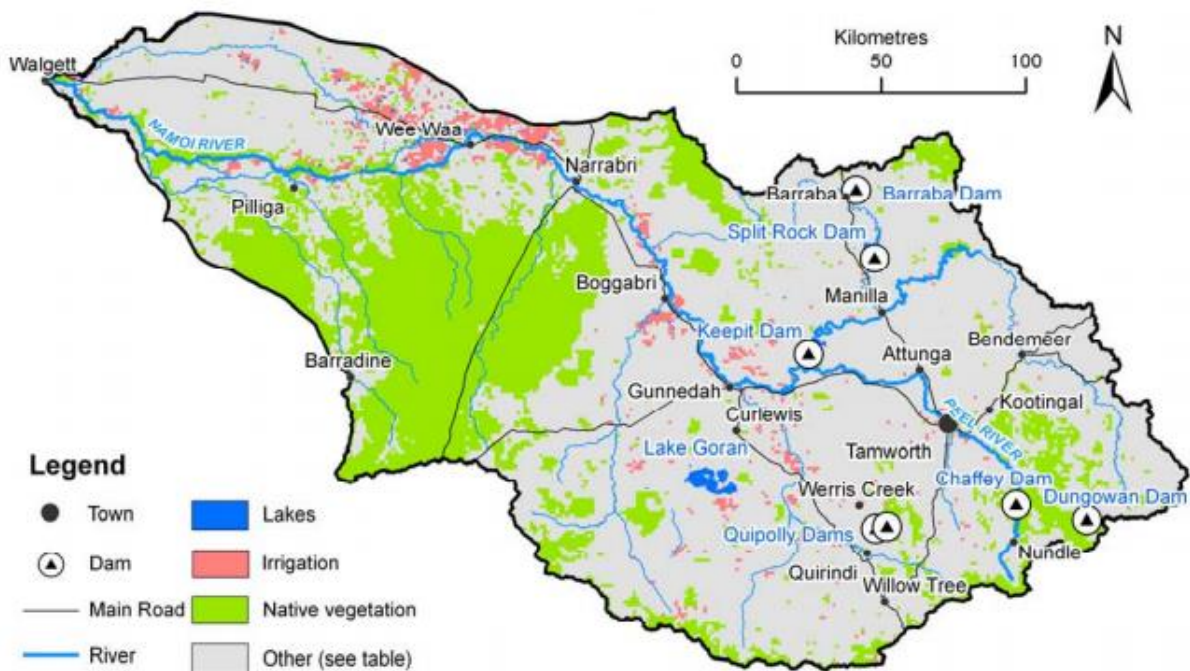 Kilometres
0 50 100
N
Walgett
NAMOI RIVER
Wee Waa
Narrabri
Pilliga
Barraba
Barraba Dam
Split Rock Dam
Boggabri
Manilla
Keepit Dam
Bendemeer
Attunga
Barradine
Gunnedah
Kootingal
Curlewis
PEEL RIVER
Lake Goran
Tamworth
Chaffey Dam
Werris Creek
Dungowan Dam
Quipolly Dams
Nundle
Quirindi
Willow Tree
Legend
Town
Lakes
Dam
Irrigation
Main Road
Native vegetation
River
Other (see table)